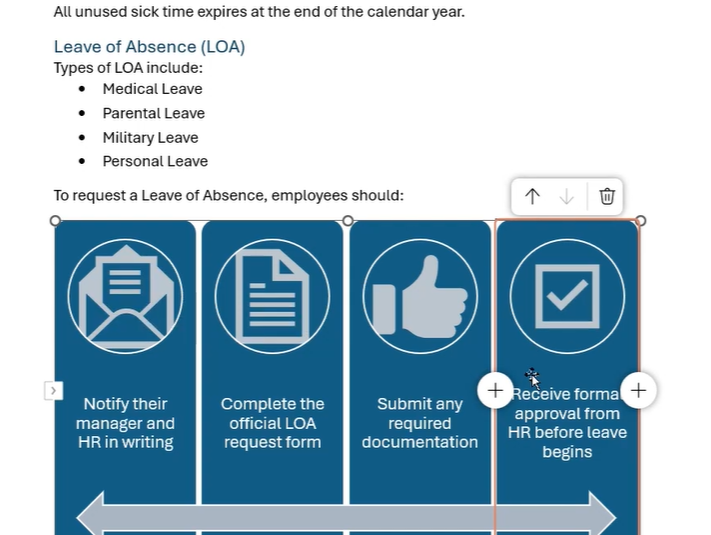 All unused sick time expires at the end of the calendar year.
Leave of Absence (LOA)
Types of LOA include:
• Medical Leave
• Parental Leave
• Military Leave
• Personal Leave
To request a Leave of Absence, employees should:
Notify their
manager and
HR in writing
Complete the
official LOA
request form
Submit any
required
documentation
Receive forma
approval from
HR before leave
begins